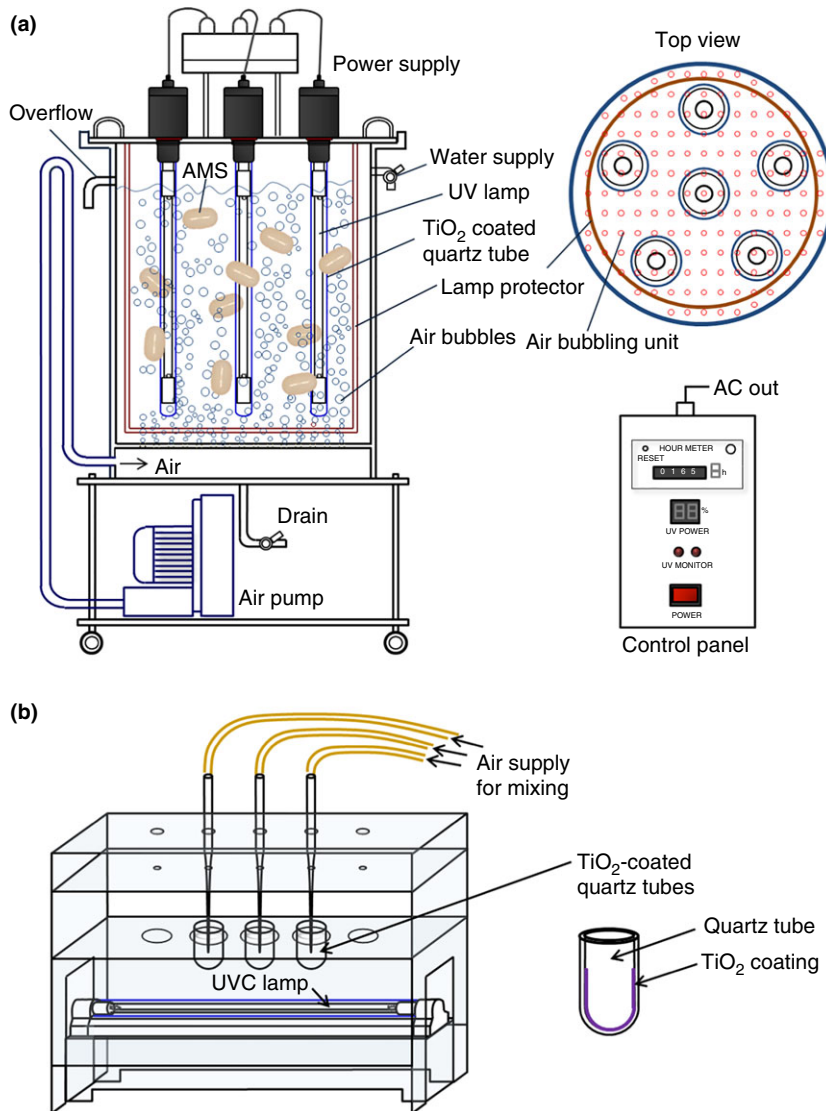 (a)
Power supply
Top view
Overflow
AMS
Water supply
UV lamp
TiO₂ coated
quartz tube
Lamp protector
Air bubbles
Air bubbling unit
Air
Drain
Air pump
AC out
HOUR METER
RESET
0 1 6 5
h
%
UV POWER
UV MONITOR
POWER
Control panel
(b)
Air supply
for mixing
TiO₂-coated
quartz tubes
UVC lamp
Quartz tube
TiO₂ coating